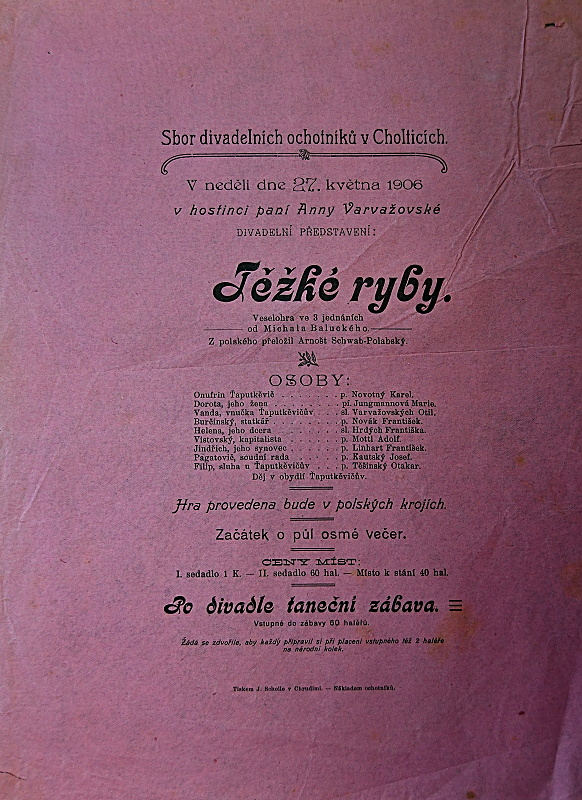 Sbor divadelních ochotníků v Cholticích.
V neděli dne 27. května 1906
v hostinci paní Anny Varvažovské
DIVADELNÍ PŘEDSTAVENÍ:
Těžké ryby.
Veselohra ve 3 jednáních
od Michala Baluckého.
Z polského přeložil Arnošt Schwab-Polabský.
OSOBY:
Onufrin Ťaputkěvič . . . . . . . p. Novotný Karel.
Dorota, jeho žena . . . . . . . . pí. Jungmannová Marie.
Vanda, vnučka Ťaputkěvičův . . . sl. Varvažovských Otil.
Burčinský, statkář . . . . . . . . p. Novák František.
Helena, jeho dcera . . . . . . . . sl. Hrdých Františka.
Vistovský, kapitalista . . . . . . p. Mottl Adolf.
Jindřich, jeho synovec . . . . . . p. Linhart František.
Pagatovič, soudní rada . . . . . p. Kautský Josef.
Filip, sluha u Ťaputkěvičův . . . p. Těšínský Otakar.
Děj v obydlí Ťaputkěvičův.
Hra provedena bude v polských krojích.
Začátek o půl osmé večer.
CENY MÍST:
I. sedadlo 1 K. — II. sedadlo 60 hal. — Místo k stání 40 hal.
Po divadle taneční zábava.
Vstupné do zábavy 60 haléřů.
Žádá se zdvořile, aby každý připravil si při placení vstupného též 2 haléře
na národní kolek.
Tiskem J. Scholle v Chrudimi. — Nákladem ochotníků.